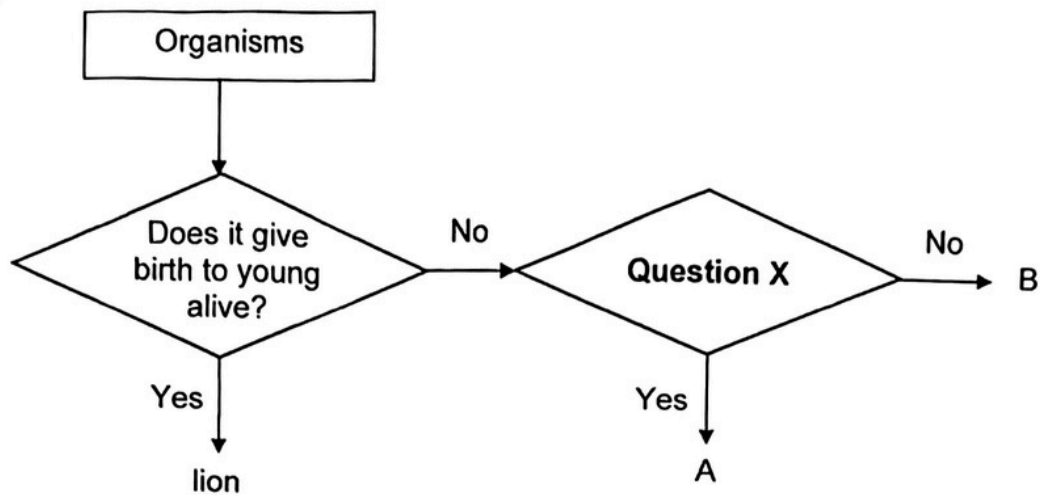 Organisms
Does it give
birth to young
alive?
No
Question X
No
B
Yes
lion
Yes
A